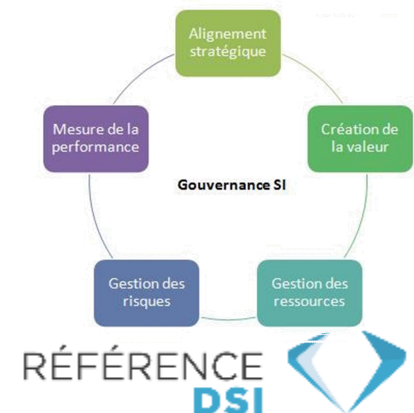 Alignement
stratégique
Mesure de la
performance
Création de
la valeur
Gouvernance SI
Gestion des
risques
Gestion des
ressources
RÉFÉRENCE
DSI